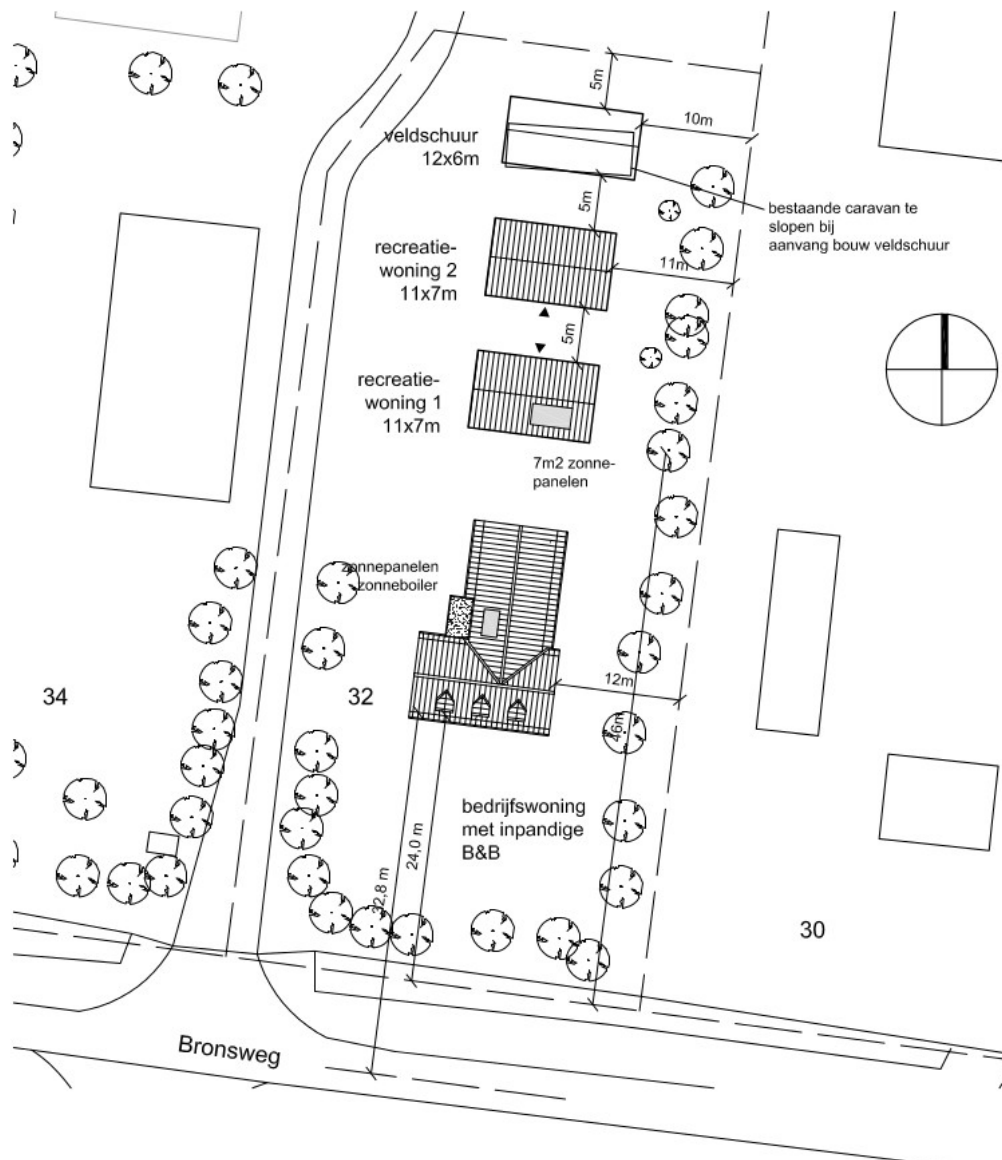 5m
10m
veldschuur
12x6m
bestaande caravan te
slopen bij
aanvang bouw veldschuur
5m
recreatie-
woning 2
11x7m
11m
5m
recreatie-
woning 1
11x7m
7m2 zonne-
panelen
zonnepanelen
zonneboiler
34
32
12m
46m
bedrijfswoning
met inpandige
B&B
24,0 m
32,8 m
30
Bronsweg